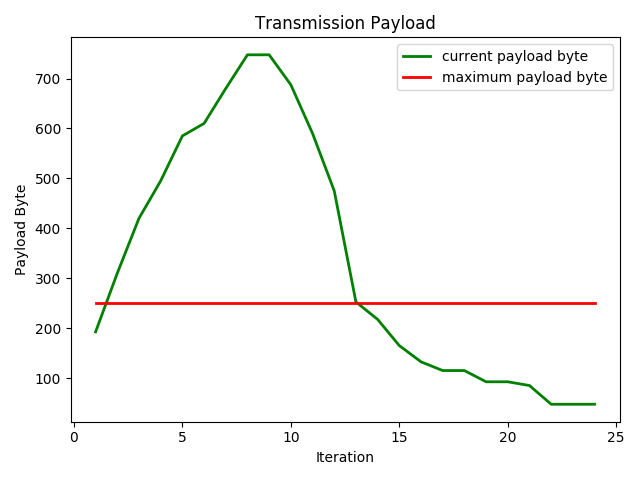 Transmission Payload
current payload byte
maximum payload byte
Payload Byte
700
600
500
400
300
200
100
0 5 10 15 20 25
Iteration